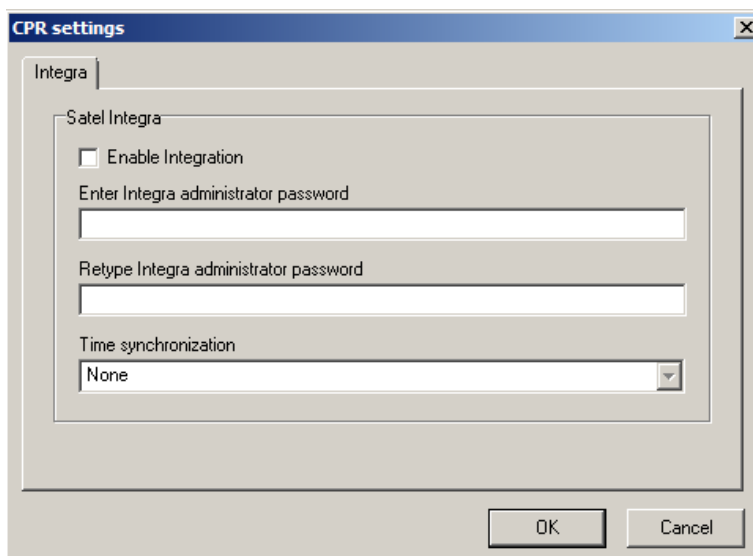 CPR settings
Integra
Satel Integra
Enable Integration
Enter Integra administrator password
Retype Integra administrator password
Time synchronization
None
OK
Cancel